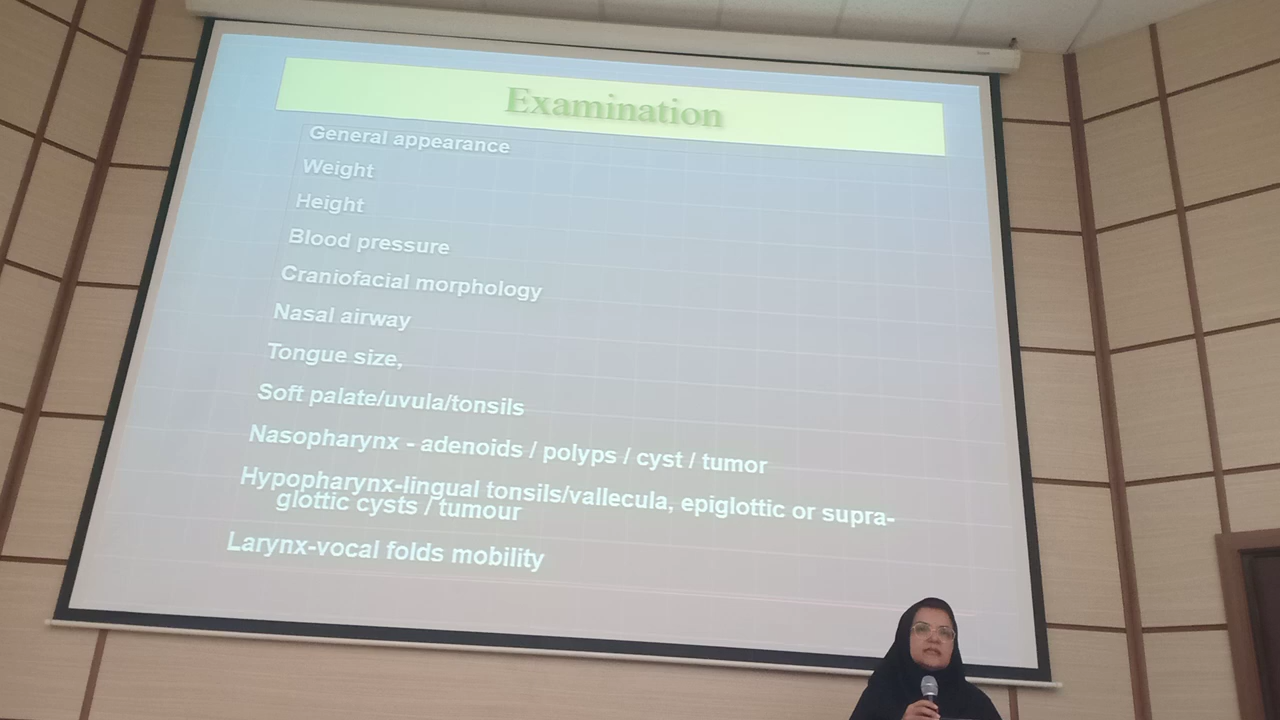 Examination
General appearance
Weight
Height
Blood pressure
Craniofacial morphology
Nasal airway
Tongue size,
Soft palate/uvula/tonsils
Nasopharynx - adenoids / polyps / cyst / tumor
Hypopharynx-lingual tonsils/vallecula, epiglottic or supra-
glottic cysts / tumour
Larynx-vocal folds mobility